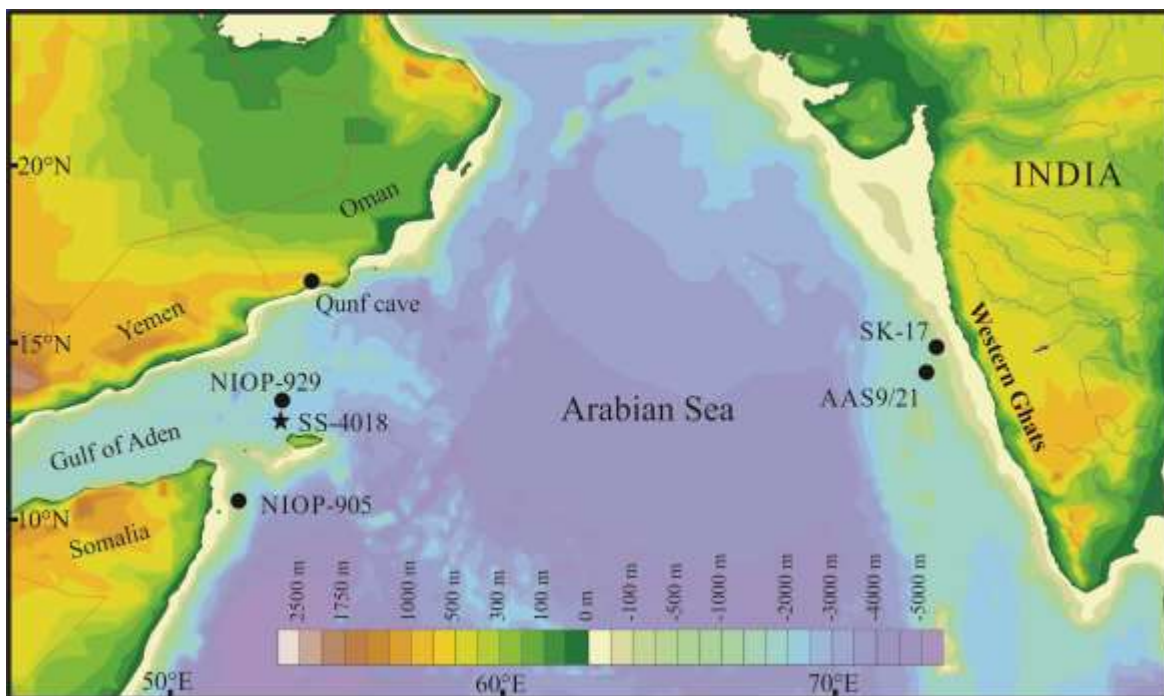 20°N
INDIA
Oman
Qunf cave
Yemen
15°N
SK-17
Western Ghats
NIOP-929
AAS9/21
SS-4018
Arabian Sea
Gulf of Aden
NIOP-905
10°N
Somalia
2500 m
1750 m
1000 m
500 m
300 m
100 m
0 m
-100 m
-500 m
-1000 m
-2000 m
-3000 m
-4000 m
-5000 m
50°E
60°E
70°E